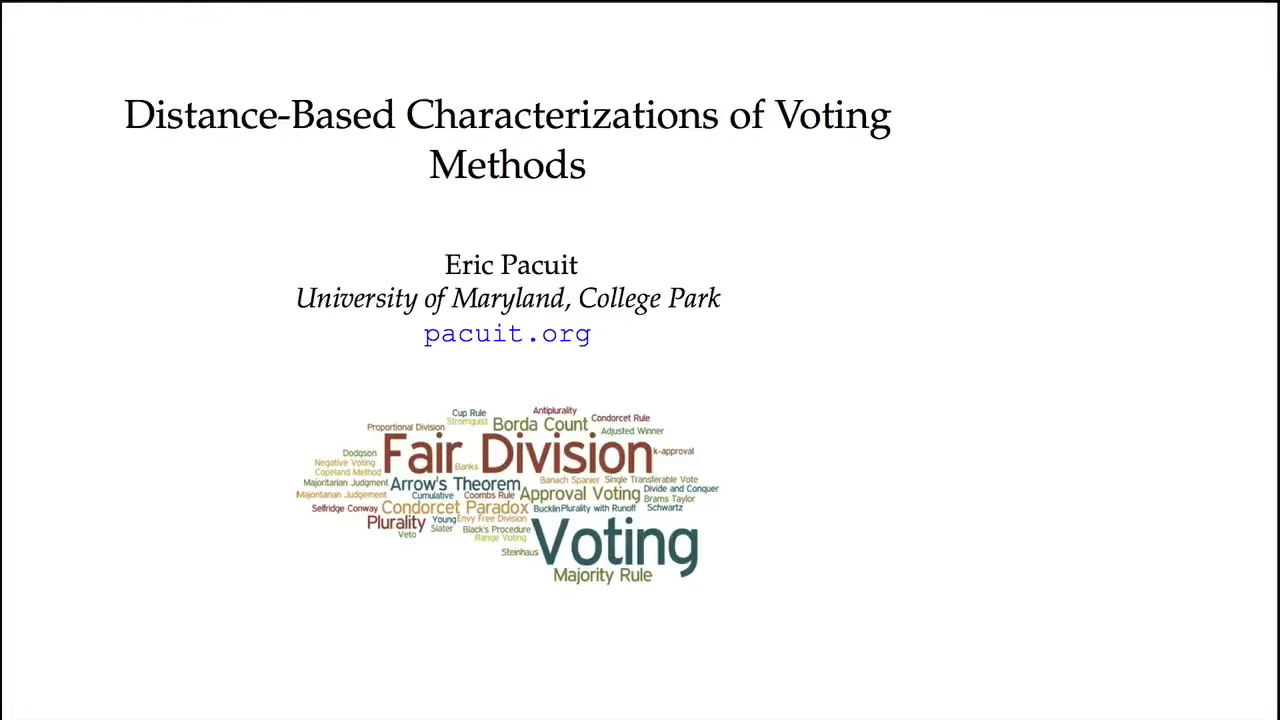 Distance-Based Characterizations of Voting
Methods
Eric Pacuit
University of Maryland, College Park
pacuit.org
Cup Rule
Antiplurality
Condorcet Rule
Proportional Division
Stromquist
Borda Count
Adjusted Winner
Dodgson
Fair Division
k-approval
Negative Voting
Banks
Copeland Method
Majoritarian Judgment
Arrow's Theorem
Banach Spanier
Single Transferable Vote
Majoritarian Judgement
Cumulative
Coombs Rule
Approval Voting
Divide and Conquer
Brams Taylor
Selfridge Conway
Condorcet Paradox
Bucklin
Plurality with Runoff
Schwartz
Plurality
Young
Envy Free Division
Veto
Slater
Black's Procedure
Range Voting
Voting
Steinhaus
Majority Rule